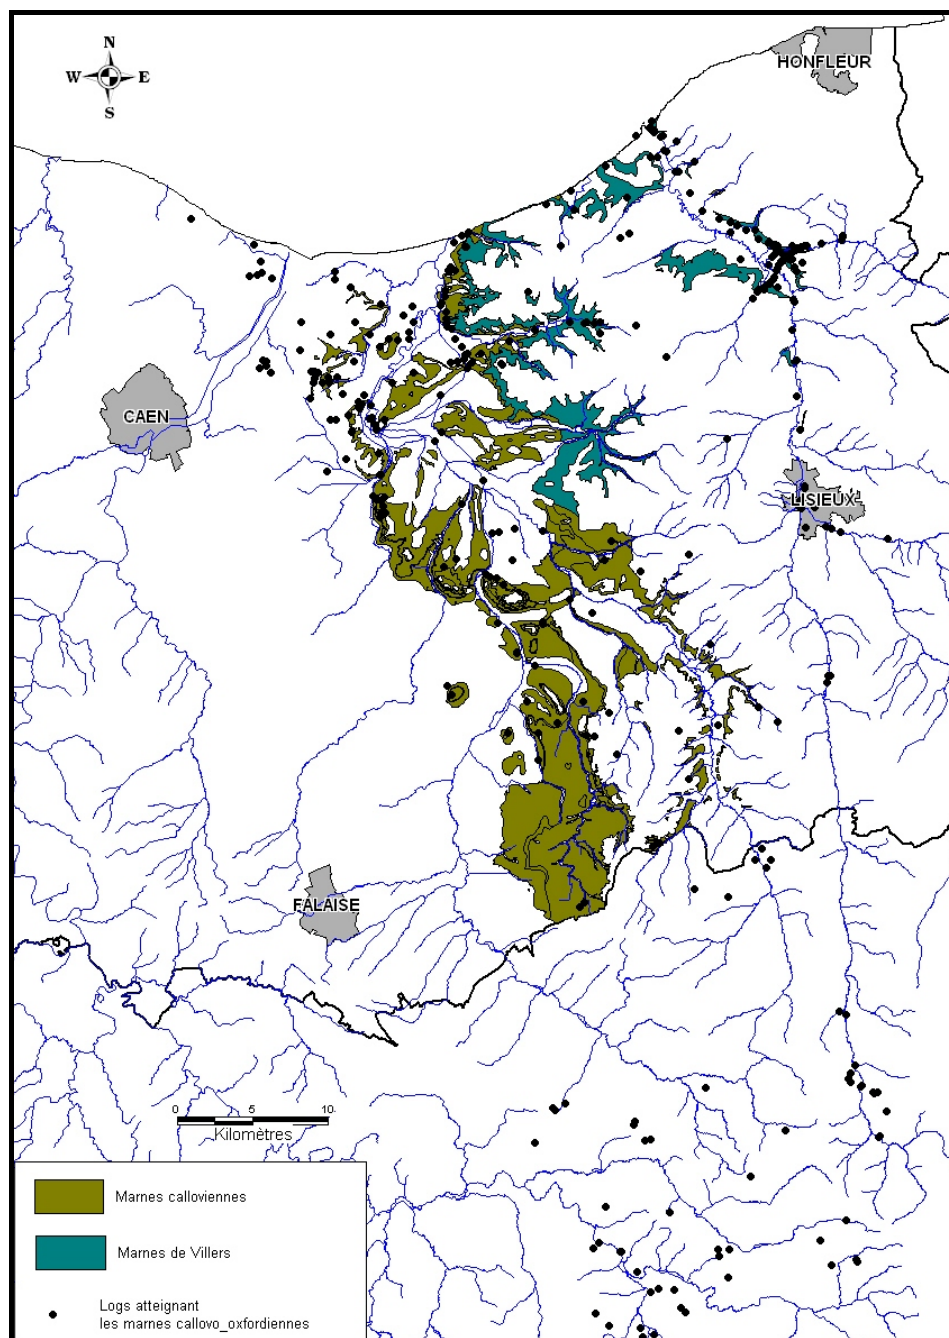 N
W E
S
HONFLEUR
CAEN
LISIEUX
FALAISE
0 5 10
Kilomètres
Marnes calloviennes
Marnes de Villers
Logs atteignant
les marnes callovo_oxfordiennes